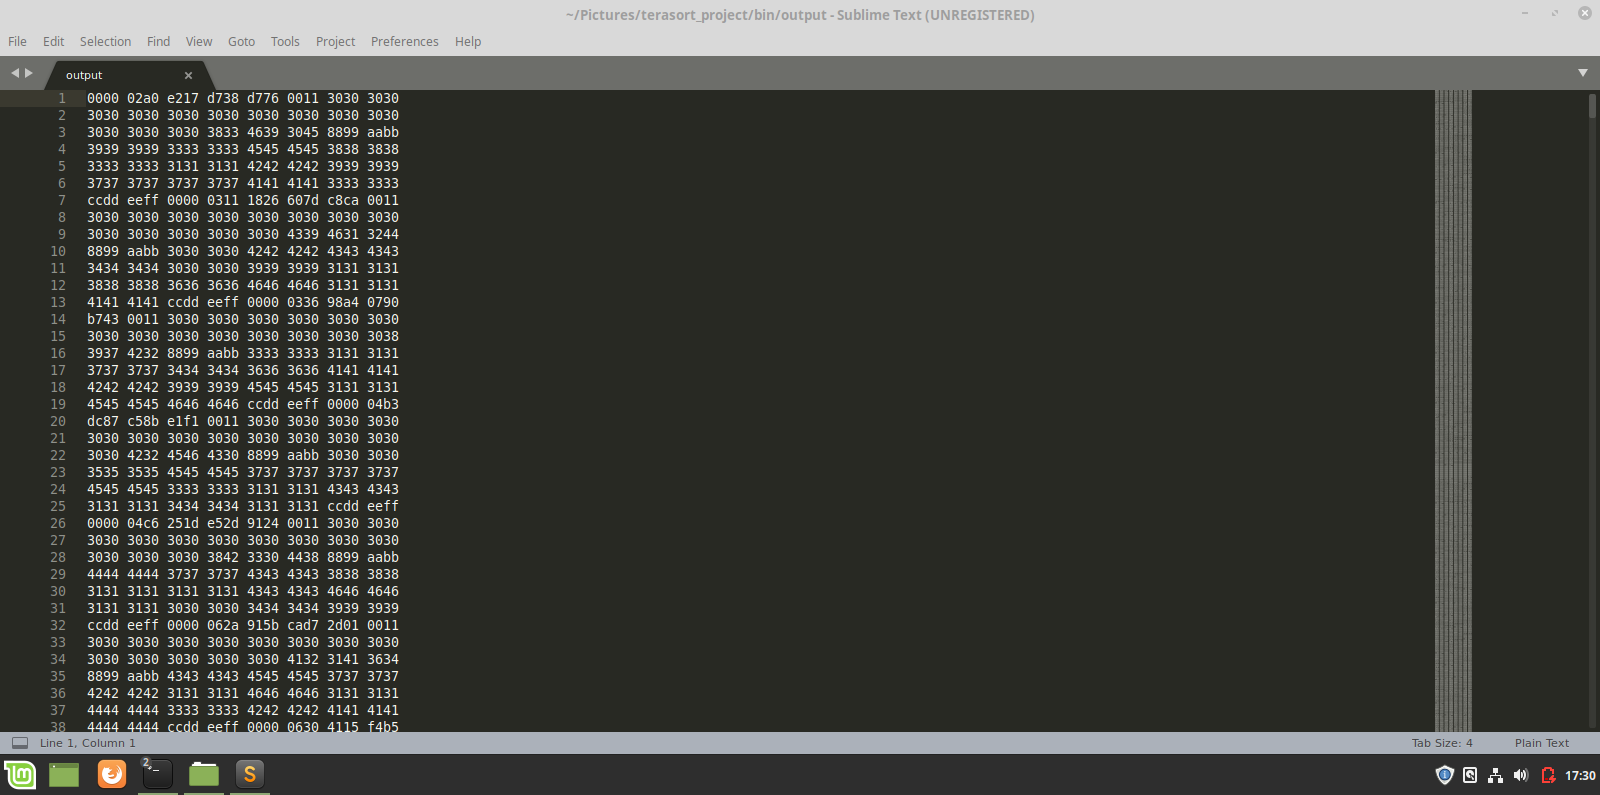 ~/Pictures/terasort_project/bin/output - Sublime Text (UNREGISTERED)
File Edit Selection Find View Goto Tools Project Preferences Help
output
1 0000 02a0 e217 d738 d776 0011 3030 3030
2 3030 3030 3030 3030 3030 3030 3030 3030
3 3030 3030 3030 3833 4639 3045 8899 aabb
4 3939 3939 3333 3333 4545 4545 3838 3838
5 3333 3333 3131 3131 4242 4242 3939 3939
6 3737 3737 3737 3737 4141 4141 3333 3333
7 ccdd eeff 0000 0311 1826 607d c8ca 0011
8 3030 3030 3030 3030 3030 3030 3030 3030
9 3030 3030 3030 3030 3030 4339 4631 3244
10 8899 aabb 3030 3030 4242 4242 4343 4343
11 3434 3434 3030 3030 3939 3939 3131 3131
12 3838 3838 3636 3636 4646 4646 3131 3131
13 4141 4141 ccdd eeff 0000 0336 98a4 0790
14 b743 0011 3030 3030 3030 3030 3030 3030
15 3030 3030 3030 3030 3030 3030 3030 3038
16 3937 4232 8899 aabb 3333 3333 3131 3131
17 3737 3737 3434 3434 3636 3636 4141 4141
18 4242 4242 3939 3939 4545 4545 3131 3131
19 4545 4545 4646 4646 ccdd eeff 0000 04b3
20 dc87 c58b e1f1 0011 3030 3030 3030 3030
21 3030 3030 3030 3030 3030 3030 3030 3030
22 3030 4232 4546 4330 8899 aabb 3030 3030
23 3535 3535 4545 4545 3737 3737 3737 3737
24 4545 4545 3333 3333 3131 3131 4343 4343
25 3131 3131 3434 3434 3131 3131 ccdd eeff
26 0000 04c6 251d e52d 9124 0011 3030 3030
27 3030 3030 3030 3030 3030 3030 3030 3030
28 3030 3030 3030 3842 3330 4438 8899 aabb
29 4444 4444 3737 3737 4343 4343 3838 3838
30 3131 3131 3131 3131 4343 4343 4646 4646
31 3131 3131 3030 3030 3434 3434 3939 3939
32 ccdd eeff 0000 062a 915b cad7 2d01 0011
33 3030 3030 3030 3030 3030 3030 3030 3030
34 3030 3030 3030 3030 3030 4132 3141 3634
35 8899 aabb 4343 4343 4545 4545 3737 3737
36 4242 4242 3131 3131 4646 4646 3131 3131
37 4444 4444 3333 3333 4242 4242 4141 4141
38 4444 4444 ccdd eeff 0000 0630 4115 f4b5
Line 1, Column 1 Tab Size: 4 Plain Text
2 17:30